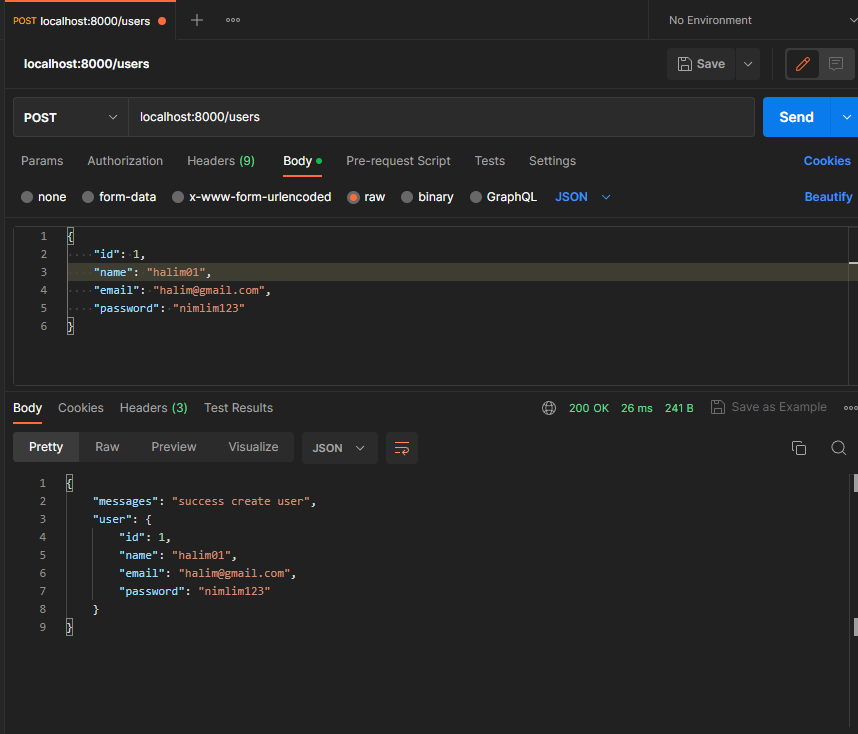 POST localhost:8000/users
No Environment
localhost:8000/users
Save
POST localhost:8000/users Send
Params Authorization Headers (9) Body Pre-request Script Tests Settings Cookies
none form-data x-www-form-urlencoded raw binary GraphQL JSON Beautify
1 {
2 "id": 1,
3 "name": "halim01",
4 "email": "halim@gmail.com",
5 "password": "nimlim123"
6 }
Body Cookies Headers (3) Test Results 200 OK 26 ms 241 B Save as Example
Pretty Raw Preview Visualize JSON
1 {
2 "messages": "success create user",
3 "user": {
4 "id": 1,
5 "name": "halim01",
6 "email": "halim@gmail.com",
7 "password": "nimlim123"
8 }
9 }